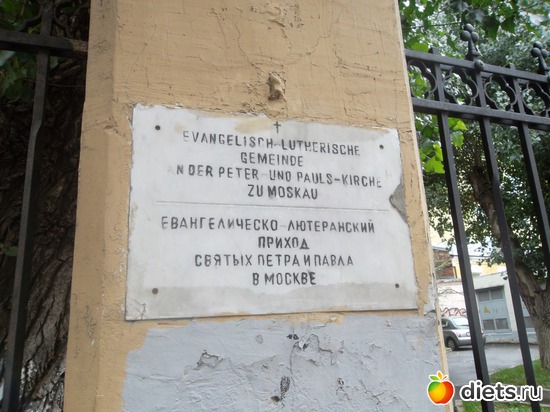 EVANGELISCH-LUTHERISCHE
GEMEINDE
N DER PETER-UND PAULS-KIRCHE
ZU MOSKAU
ЕВАНГЕЛИЧЕСКО-ЛЮТЕРАНСКИЙ
ПРИХОД
СВЯТЫХ ПЕТРА И ПАВЛА
В МОСКВЕ
diets.ru